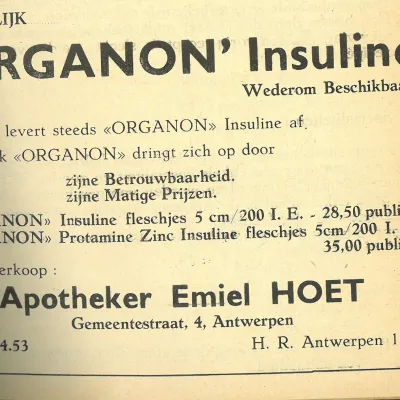 LIJK
RGANON' Insuline
Wederom Beschikbaa
levert steeds «ORGANON» Insuline af.
k «ORGANON» dringt zich op door
zijne Betrouwbaarheid.
zijne Matige Prijzen.
NON» Insuline fleschjes 5 cm/200 I. E. - 28,50 publi
NON» Protamine Zinc Insuline fleschjes 5cm/200 I.
35,00 publi
erkoop :
Apotheker Emiel HOET
Gemeentestraat, 4, Antwerpen
4.53 H. R. Antwerpen 1